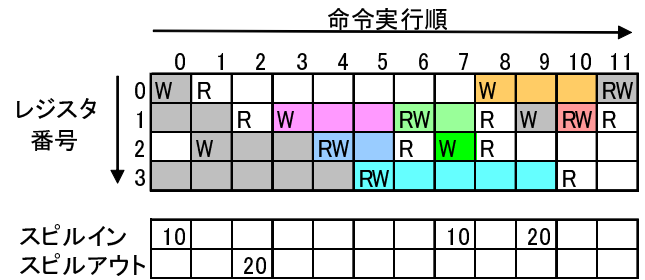 命令実行順
0 1 2 3 4 5 6 7 8 9 10 11
レジスタ
番号
0 W R W RW
1 R W RW R W RW R
2 W RW R W R
3 RW R
スピルイン 10 10 20
スピルアウト 20